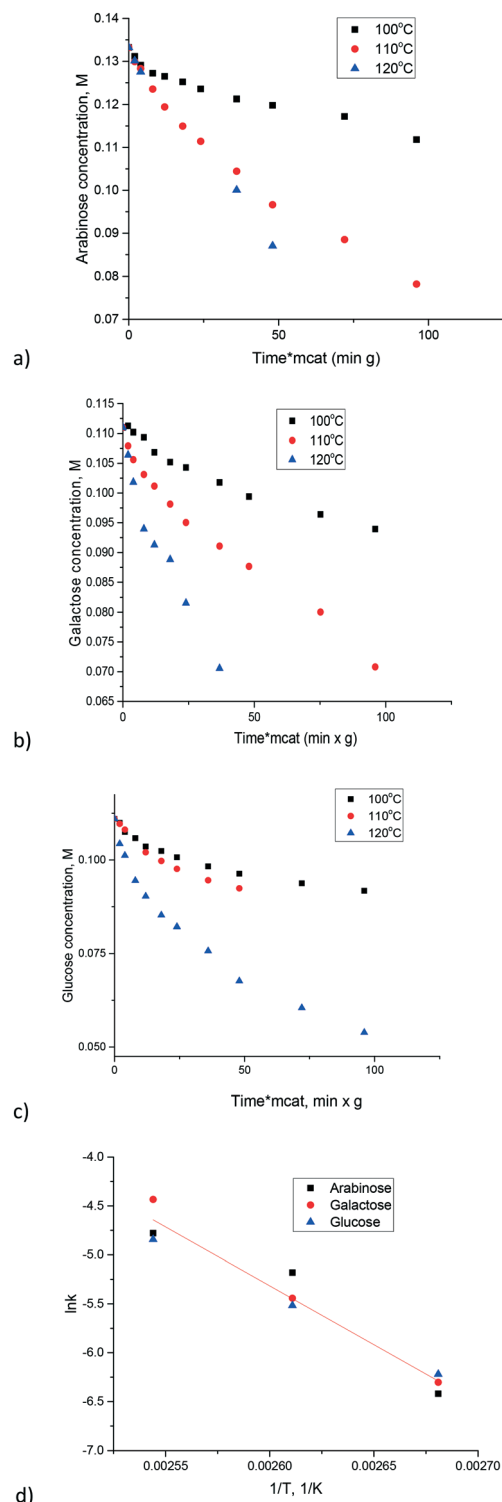 0.14
0.13
0.12
0.11
0.10
0.09
0.08
0.07
Arabinose concentration, M
100°C
110°C
120°C
0
50
100
Time*mcat (min g)
a)
0.115
0.110
0.105
0.100
0.095
0.090
0.085
0.080
0.075
0.070
0.065
Galactose concentration, M
100°C
110°C
120°C
0
50
100
Time*mcat (min x g)
b)
0.100
0.075
0.050
Glucose concentration, M
100°C
110°C
120°C
0
50
100
Time*mcat, min x g
c)
-4.0
-4.5
-5.0
-5.5
-6.0
-6.5
-7.0
lnk
Arabinose
Galactose
Glucose
0.00255
0.00260
0.00265
0.00270
1/T, 1/K
d)